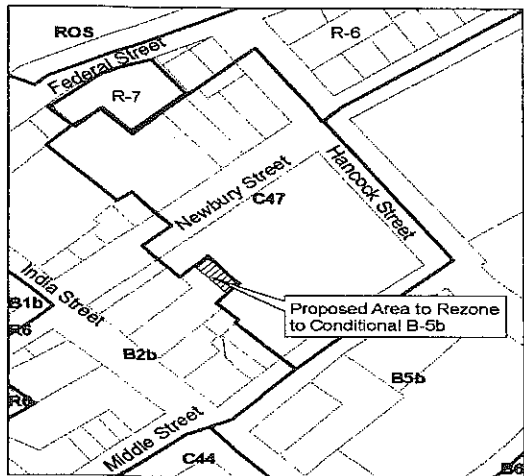 ROS
R-6
Federal Street
R-7
Newbury Street
Hancock Street
C47
India Street
B1b
R6
Proposed Area to Rezone
to Conditional B-5b
B2b
B5b
Middle Street
C44